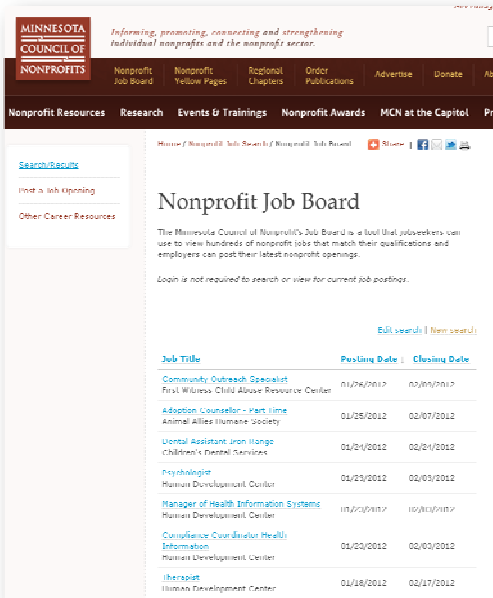 MINNESOTA
COUNCIL OF
NONPROFITS
Informing, promoting, connecting and strengthening
individual nonprofits and the nonprofit sector.
Nonprofit
Job Board
Nonprofit
Yellow Pages
Regional
Chapters
Order
Publications
Advertise
Donate
Ab
Nonprofit Resources
Research
Events & Trainings
Nonprofit Awards
MCN at the Capitol
Pr
Search/Results
Post a Job Opening
Other Career Resources
Home / Nonprofit Job Search / Nonprofit Job Board
Share |
Nonprofit Job Board
The Minnesota Council of Nonprofit's Job Board is a tool that jobseekers can
use to view hundreds of nonprofit jobs that match their qualifications and
employers can post their latest nonprofit openings.
Login is not required to search or view for current job postings.
Edit search || New search
Job Title Posting Date ↓ Closing Date
Community Outreach Specialist
First Witness Child Abuse Resource Center 01/26/2012 02/09/2012
Adoption Counsellor - Part Time
Animal Allies Humane Society 01/25/2012 02/07/2012
Dental Assistant Iron Range
Children's Dental Services 01/24/2012 02/24/2012
Psychologist
Human Development Center 01/23/2012 02/03/2012
Manager of Health Information Systems
Human Development Center 01/23/2012 02/03/2012
Compliance Coordinator Health
Information
Human Development Center 01/23/2012 02/03/2012
Therapist
Human Development Center 01/18/2012 02/17/2012